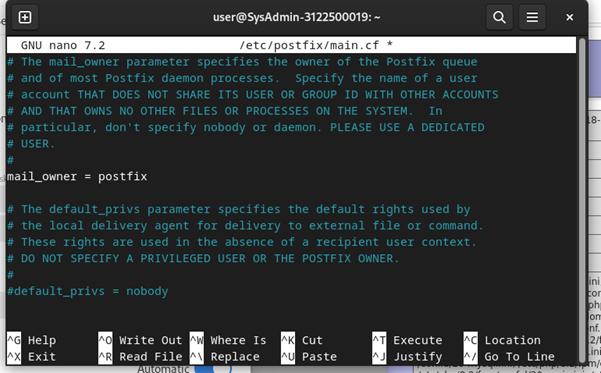 user@SysAdmin-3122500019: ~
GNU nano 7.2 /etc/postfix/main.cf *
# The mail_owner parameter specifies the owner of the Postfix queue
# and of most Postfix daemon processes.  Specify the name of a user
# account THAT DOES NOT SHARE ITS USER OR GROUP ID WITH OTHER ACCOUNTS
# AND THAT OWNS NO OTHER FILES OR PROCESSES ON THE SYSTEM.  In
# particular, don't specify nobody or daemon. PLEASE USE A DEDICATED
# USER.
#
mail_owner = postfix
# The default_privs parameter specifies the default rights used by
# the local delivery agent for delivery to external file or command.
# These rights are used in the absence of a recipient user context.
# DO NOT SPECIFY A PRIVILEGED USER OR THE POSTFIX OWNER.
#
#default_privs = nobody
^G Help ^O Write Out ^W Where Is ^K Cut ^T Execute ^C Location
^X Exit ^R Read File ^\ Replace ^U Paste ^J Justify ^/ Go To Line
Automatic